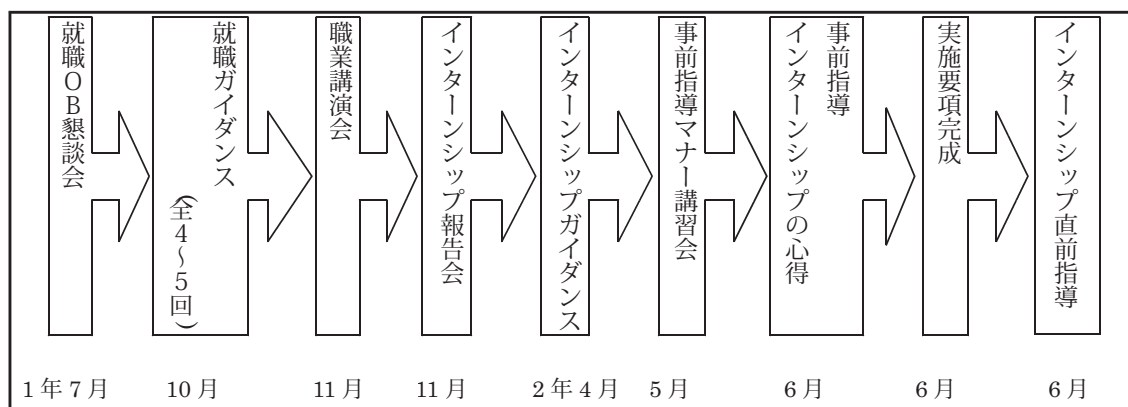 就職OB懇談会
就職ガイダンス
(全4~5回)
職業講演会
インターンシップ報告会
インターンシップガイダンス
事前指導マナー講習会
事前指導
インターンシップの心得
実施要項完成
インターンシップ直前指導
1年7月
10月
11月
11月
2年4月
5月
6月
6月
6月